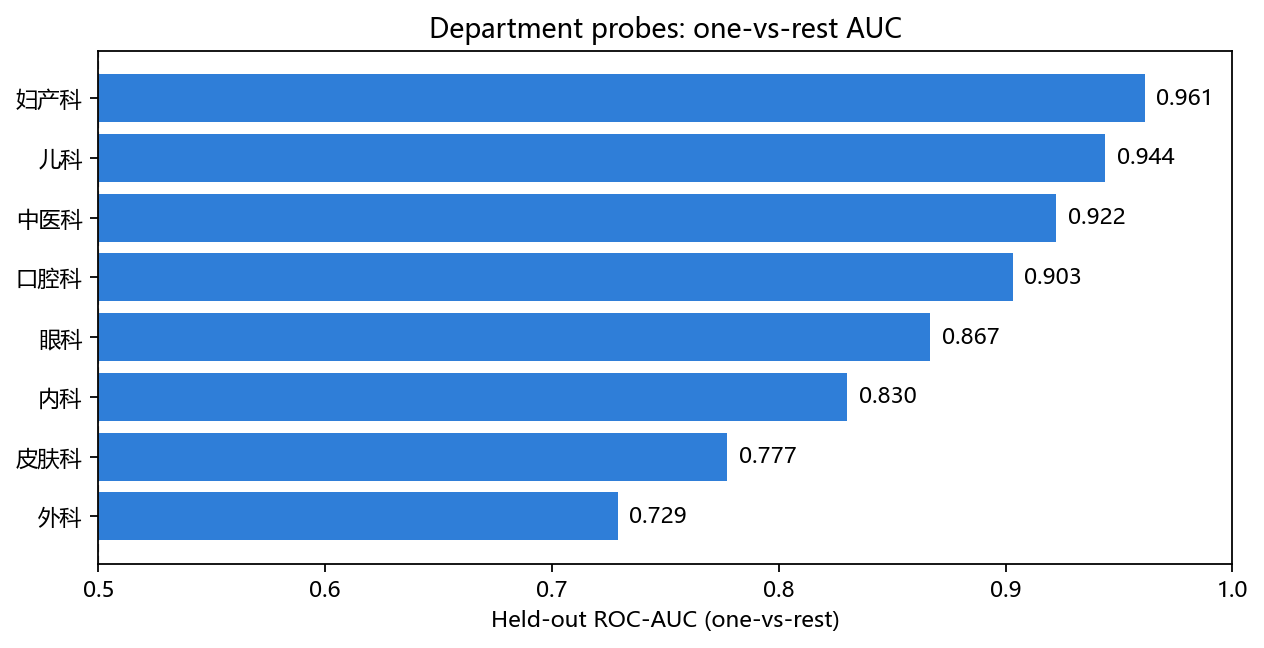 Department probes: one-vs-rest AUC
妇产科 0.961
儿科 0.944
中医科 0.922
口腔科 0.903
眼科 0.867
内科 0.830
皮肤科 0.777
外科 0.729
0.5 0.6 0.7 0.8 0.9 1.0
Held-out ROC-AUC (one-vs-rest)